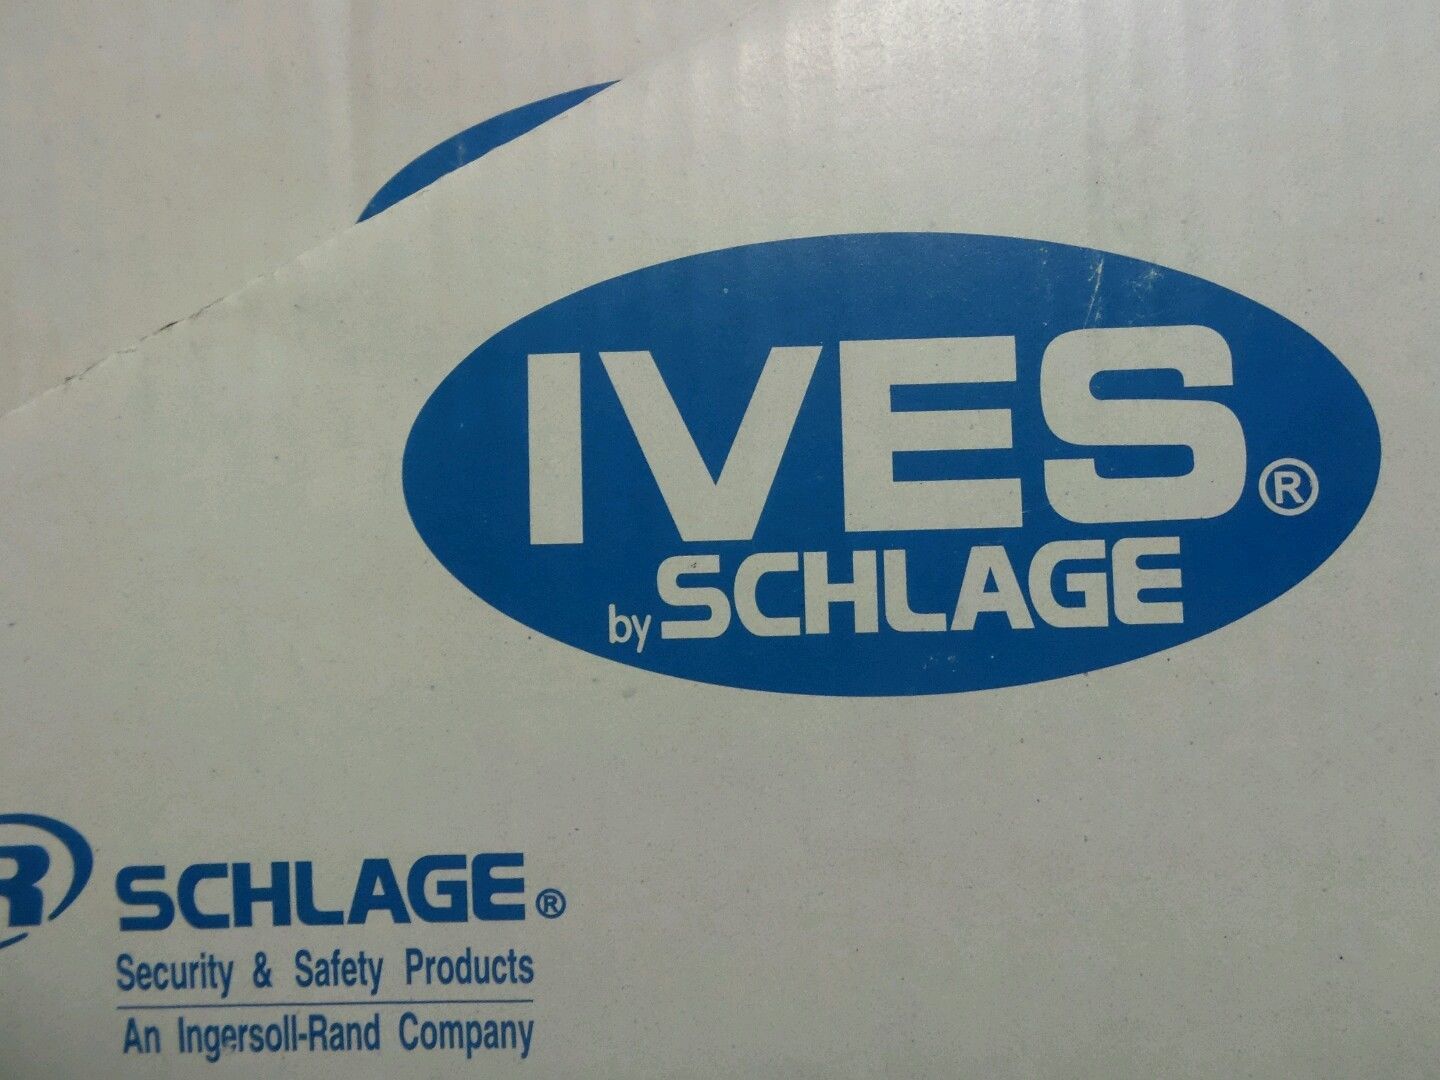 IVES®
by SCHLAGE
R SCHLAGE®
Security & Safety Products
An Ingersoll-Rand Company